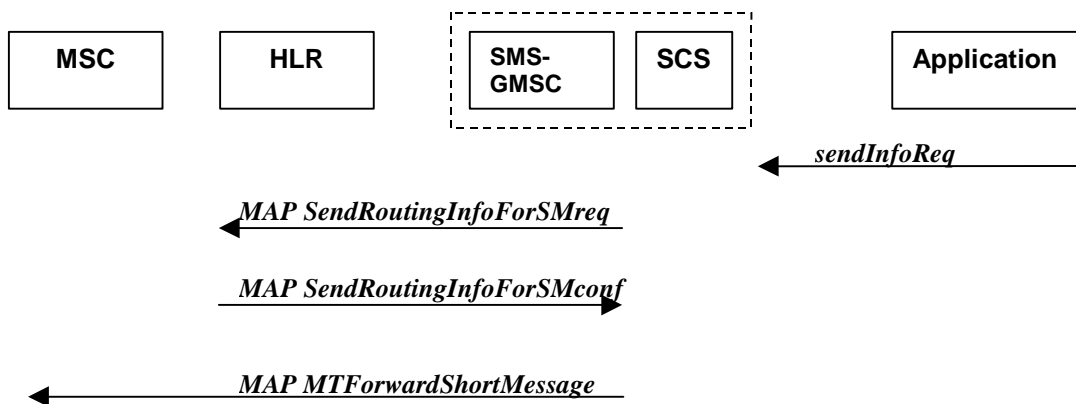 MSC
HLR
SMS-
GMSC
SCS
Application
sendInfoReq
MAP SendRoutingInfoForSMreq
MAP SendRoutingInfoForSMconf
MAP MTForwardShortMessage